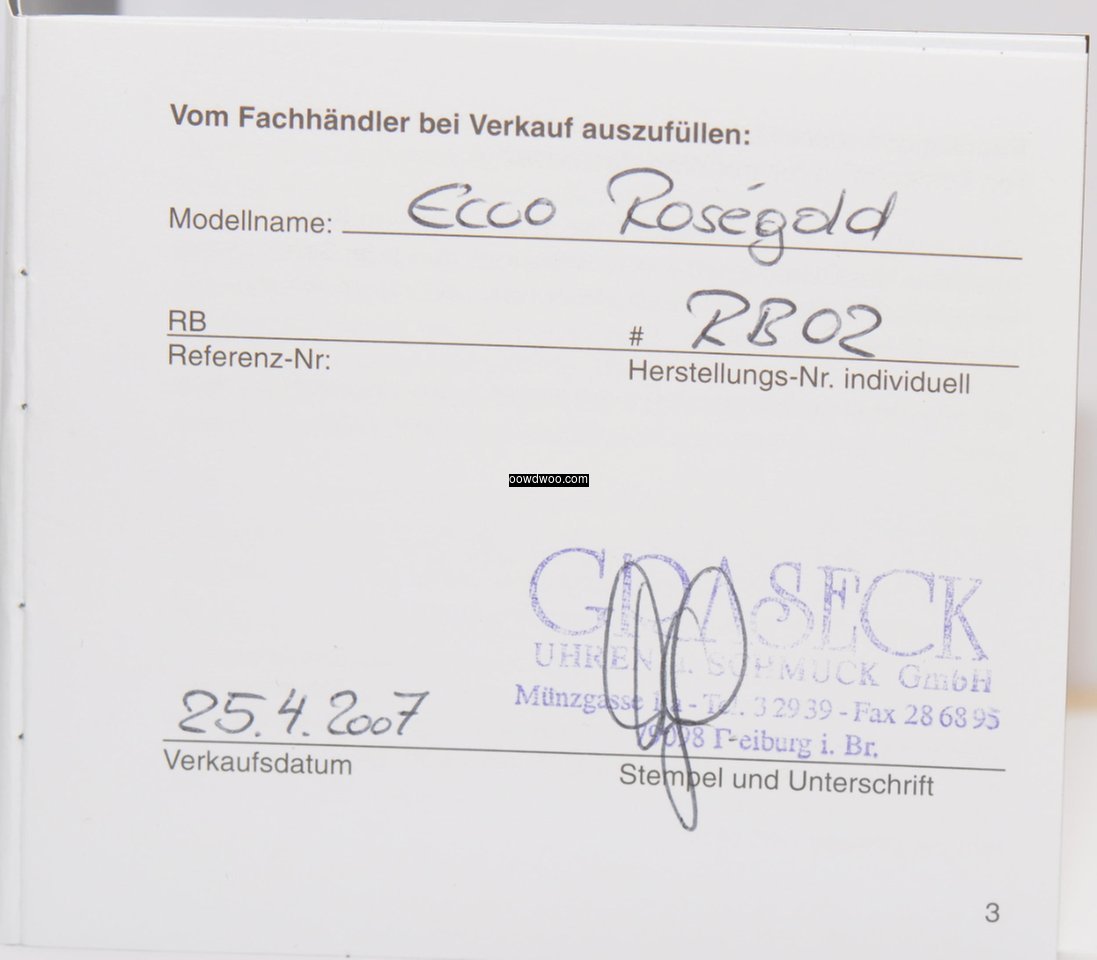 Vom Fachhändler bei Verkauf auszufüllen:
Modellname: Ecco Roségold
RB # RB02
Referenz-Nr: Herstellungs-Nr. individuell
oowdwoo.com
GRASECK
UHREN SCHMUCK GmbH
Münzgasse - Tel. 3 29 39 - Fax 28 68 95
79098 Freiburg i. Br.
25.4.2007
Verkaufsdatum Stempel und Unterschrift
3